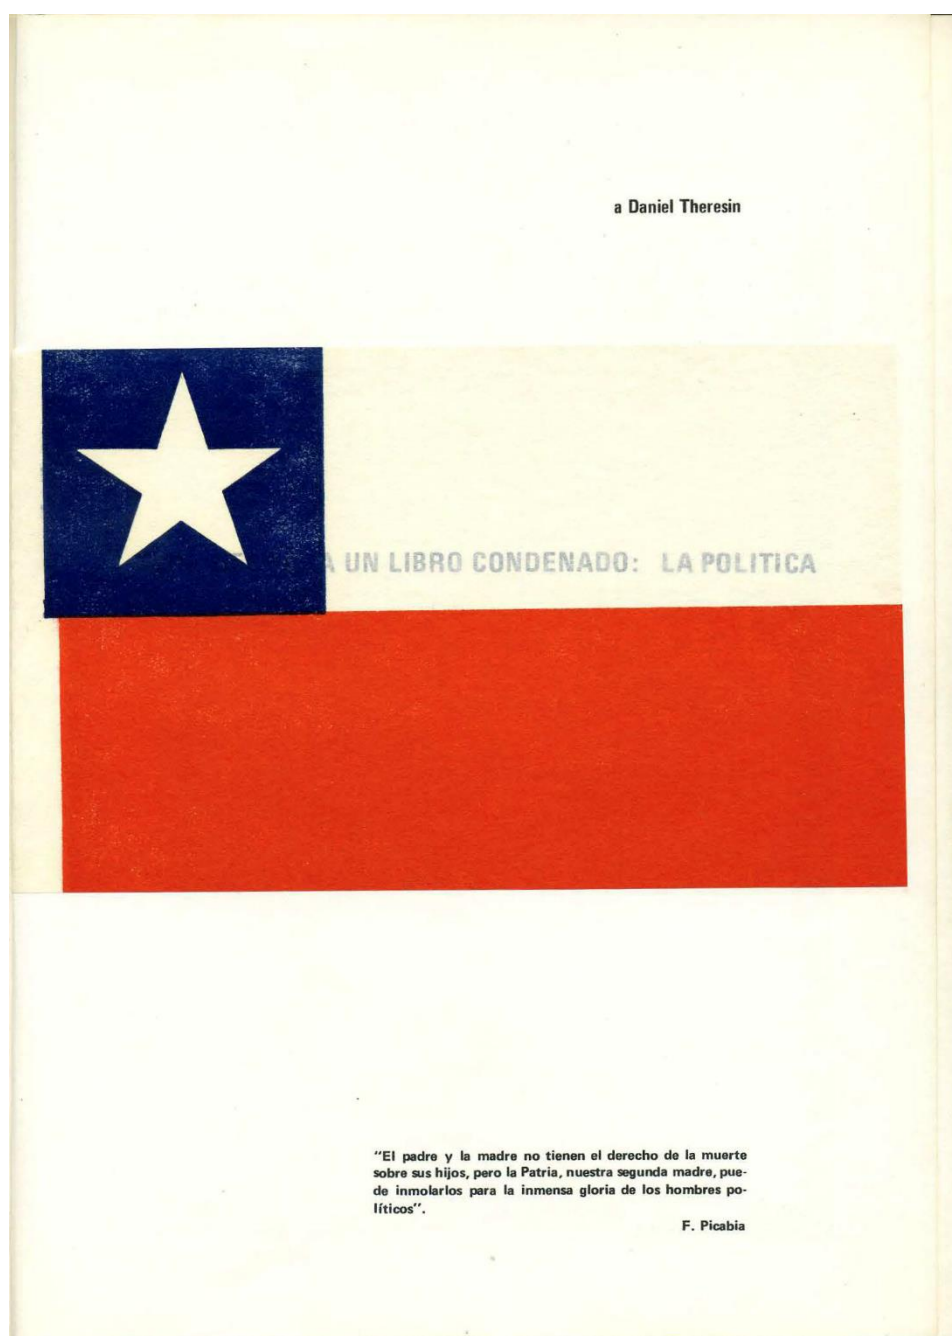 a Daniel Theresin
A UN LIBRO CONDENADO: LA POLITICA
"El padre y la madre no tienen el derecho de la muerte
sobre sus hijos, pero la Patria, nuestra segunda madre, pue-
de inmolarlos para la inmensa gloria de los hombres po-
líticos".
F. Picabia